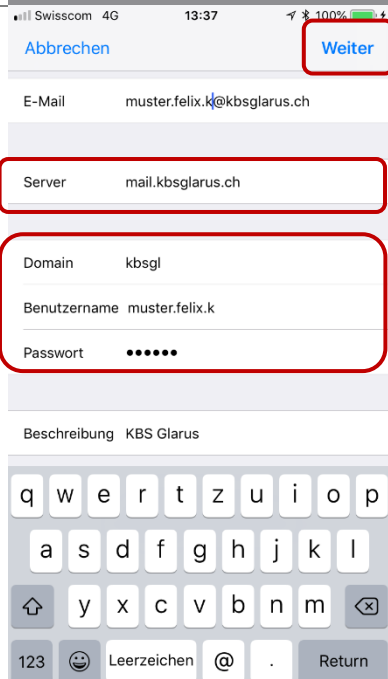 Swisscom 4G 13:37 100%
Abbrechen Weiter
E-Mail muster.felix.k@kbsglarus.ch
Server mail.kbsglarus.ch
Domain kbsgl
Benutzername muster.felix.k
Passwort ••••••
Beschreibung KBS Glarus
q w e r t z u i o p
a s d f g h j k l
y x c v b n m
123 Leerzeichen @ . Return